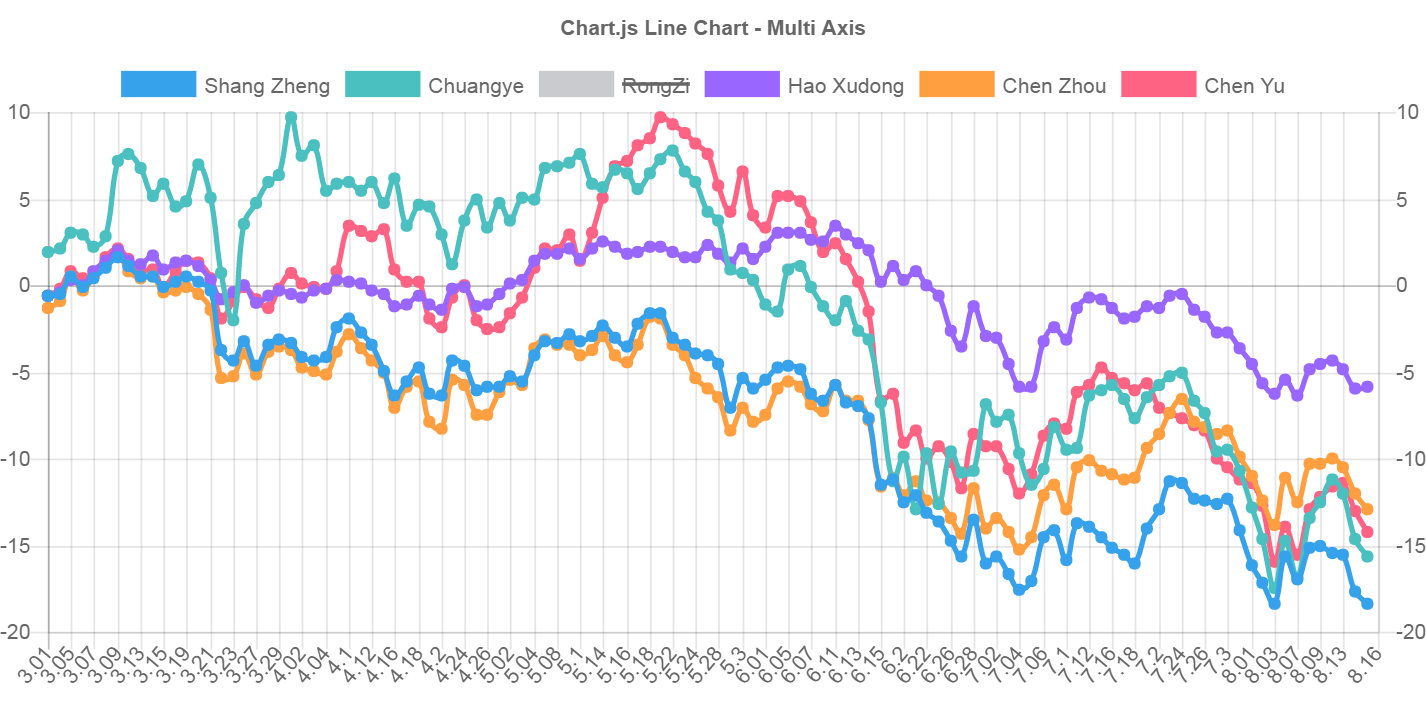 Chart.js Line Chart - Multi Axis
Shang Zheng Chuangye RongZi Hao Xudong Chen Zhou Chen Yu
10 10
5 5
0 0
-5 -5
-10 -10
-15 -15
-20 -20
3.01 3.05 3.07 3.09 3.13 3.15 3.19 3.21 3.23 3.27 3.29 4.02 4.04 4.1 4.12 4.16 4.18 4.2 4.24 4.26 5.02 5.04 5.08 5.1 5.14 5.16 5.18 5.22 5.24 5.28 5.3 6.01 6.05 6.07 6.11 6.13 6.15 6.2 6.22 6.26 6.28 7.02 7.04 7.06 7.1 7.12 7.16 7.18 7.2 7.24 7.26 7.3 8.01 8.03 8.07 8.09 8.13 8.16